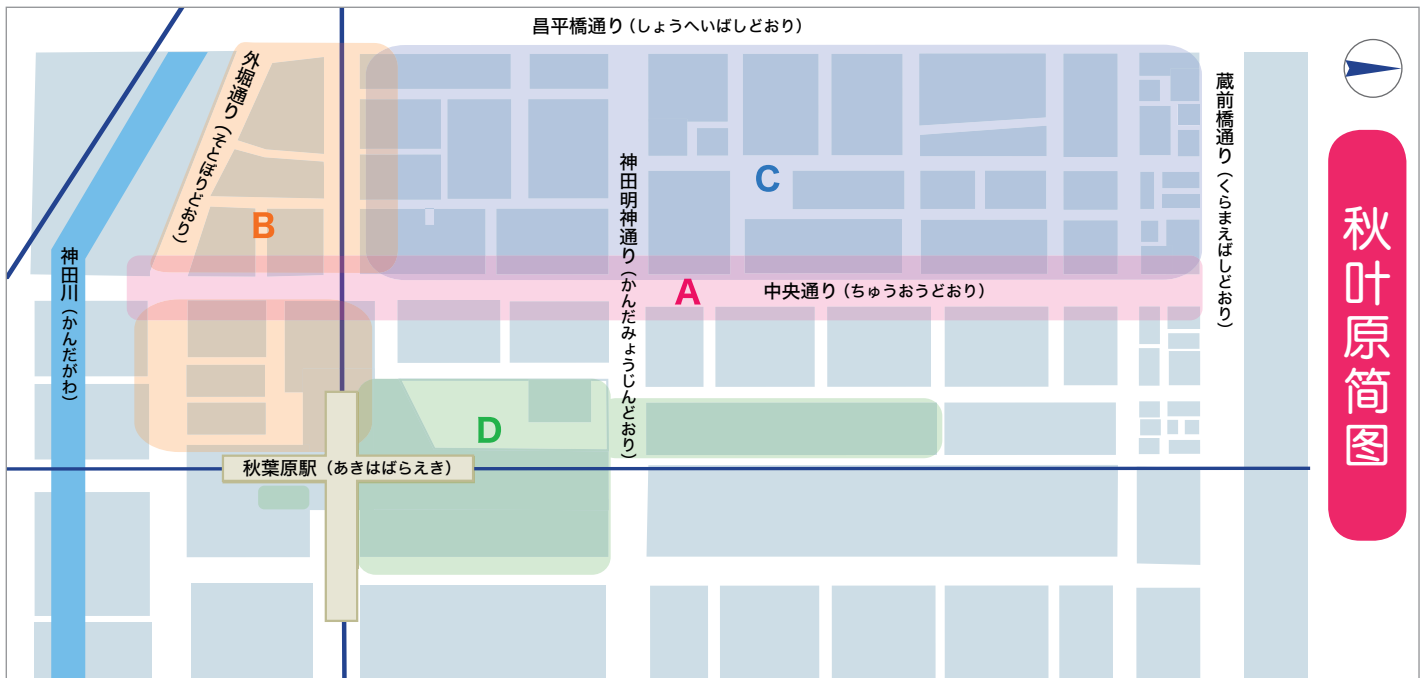 昌平橋通り（しょうへいばしどおり）
外堀通り（そとぼりどおり）
蔵前橋通り（くらまえばしどおり）
神田明神通り（かんだみょうじんどおり）
C
B
神田川（かんだがわ）
A
中央通り（ちゅうおうどおり）
D
秋葉原駅（あきはばらえき）
秋叶原简图